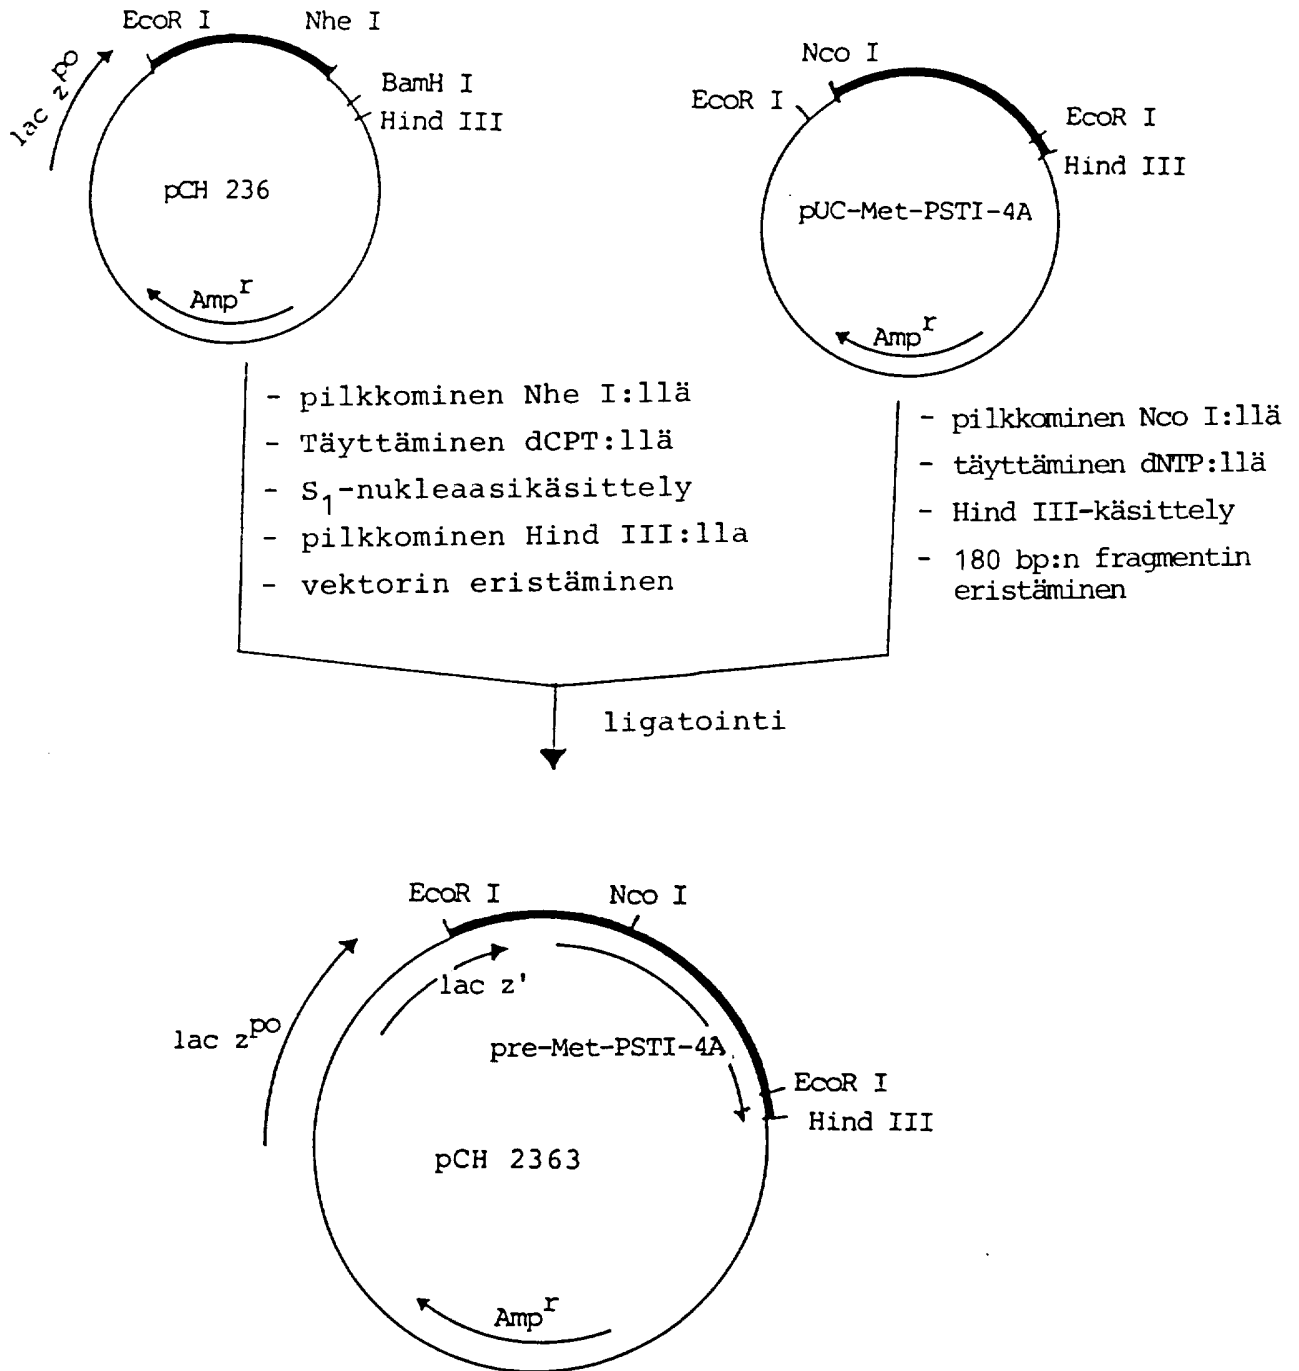 EcoR I
Nhe I
lac z^po
BamH I
Hind III
pCH 236
Amp^r
Nco I
EcoR I
EcoR I
Hind III
pUC-Met-PSTI-4A
Amp^r
- pilkkominen Nhe I:llä
- Täyttäminen dCPT:llä
- S₁-nukleaasikäsittely
- pilkkominen Hind III:lla
- vektorin eristäminen
- pilkkominen Nco I:llä
- täyttäminen dNTP:llä
- Hind III-käsittely
- 180 bp:n fragmentin
eristäminen
ligatointi
EcoR I
Nco I
lac z'
lac z^po
pre-Met-PSTI-4A
EcoR I
Hind III
pCH 2363
Amp^r